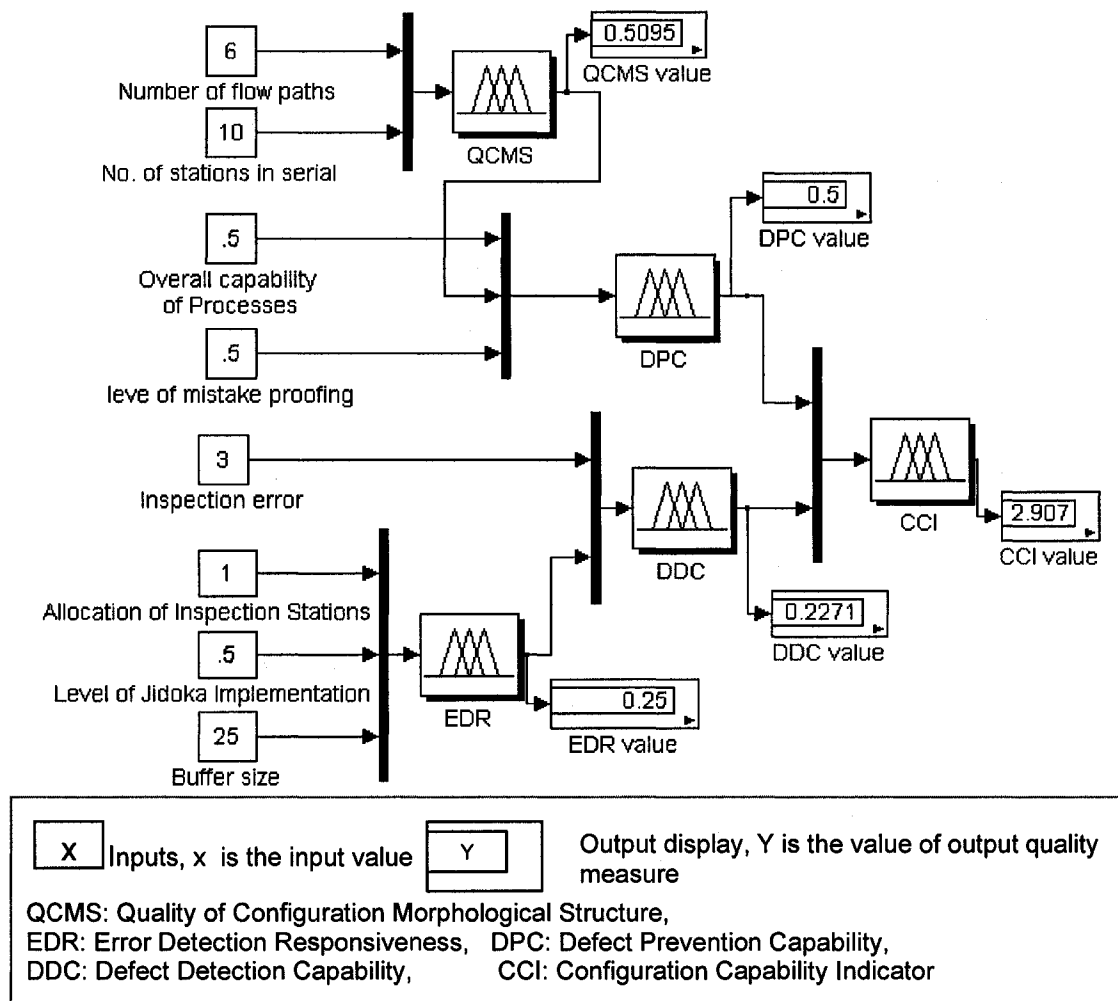 6
Number of flow paths
10
No. of stations in serial
0.5095
QCMS value
QCMS
.5
Overall capability
of Processes
.5
leve of mistake proofing
0.5
DPC value
DPC
3
Inspection error
DDC
CCI
2.907
CCI value
1
Allocation of Inspection Stations
.5
Level of Jidoka Implementation
25
Buffer size
EDR
0.2271
DDC value
0.25
EDR value
X Inputs, x is the input value
Y Output display, Y is the value of output quality
measure
QCMS: Quality of Configuration Morphological Structure,
EDR: Error Detection Responsiveness, DPC: Defect Prevention Capability,
DDC: Defect Detection Capability, CCI: Configuration Capability Indicator